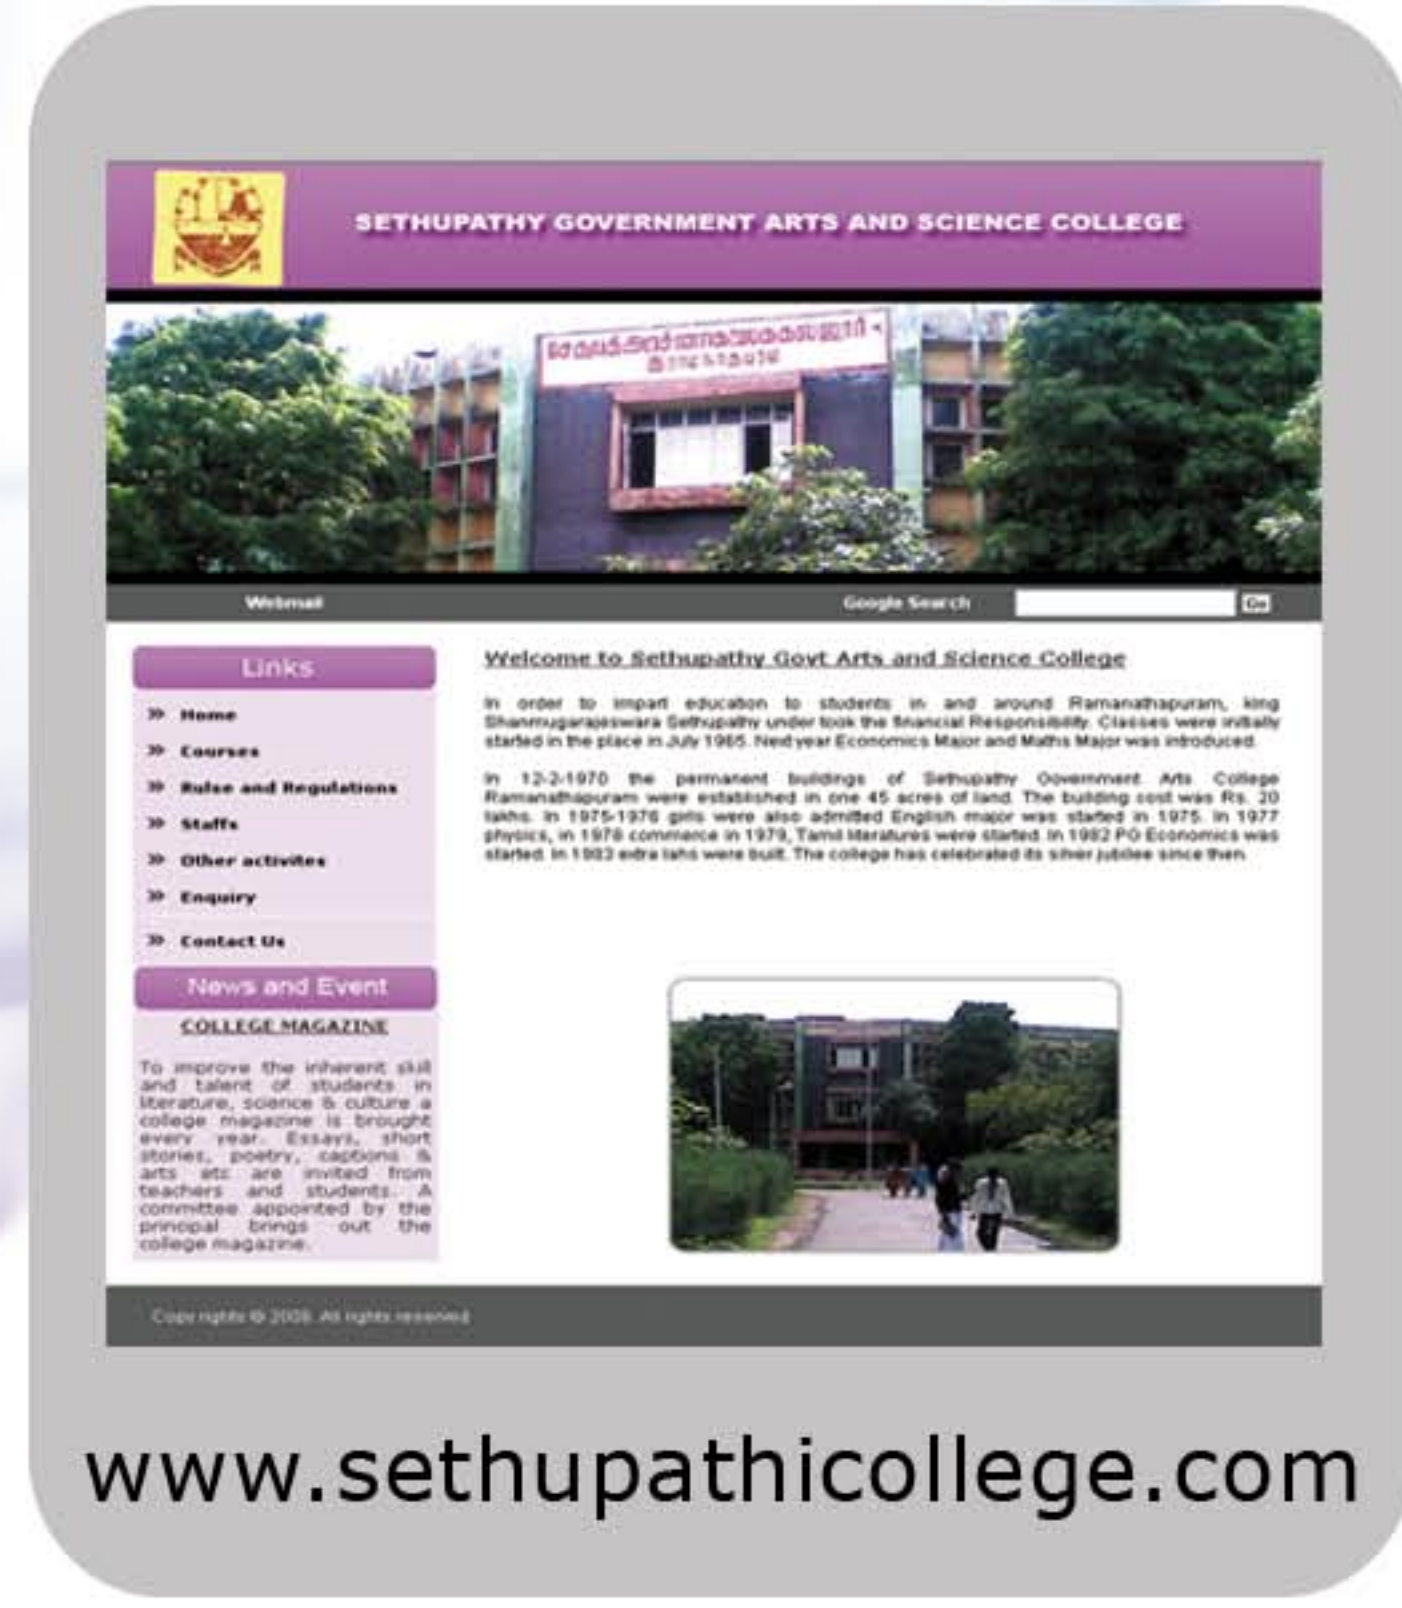 SETHUPATHY GOVERNMENT ARTS AND SCIENCE COLLEGE
Webmail
Google Search
Go
Links
Home
Courses
Rulse and Regulations
Staffs
Other activites
Enquiry
Contact Us
News and Event
COLLEGE MAGAZINE
To improve the inherent skill
and talent of students in
literature, science & culture a
college magazine is brought
every year. Essays, short
stories, poetry, captions &
arts ets are invited from
teachers and students. A
committee appointed by the
principal brings out the
college magazine.
Welcome to Sethupathy Govt Arts and Science College
In order to impart education to students in and around Ramanathapuram, king
Shanmugarajeswara Sethupathy under took the financial Responsibility. Classes were initially
started in the place in July 1965. Next year Economics Major and Maths Major was introduced.
In 12-2-1970 the permanent buildings of Sethupathy Government Arts College
Ramanathapuram were established in one 45 acres of land. The building cost was Rs. 20
lakhs. In 1975-1976 girls were also admitted English major was started in 1975. In 1977
physics, in 1978 commerce in 1979, Tamil literatures were started. In 1982 PG Economics was
started. In 1983 extra labs were built. The college has celebrated its silver jubilee since then.
Copy rights © All rights reserved
www.sethupathicollege.com